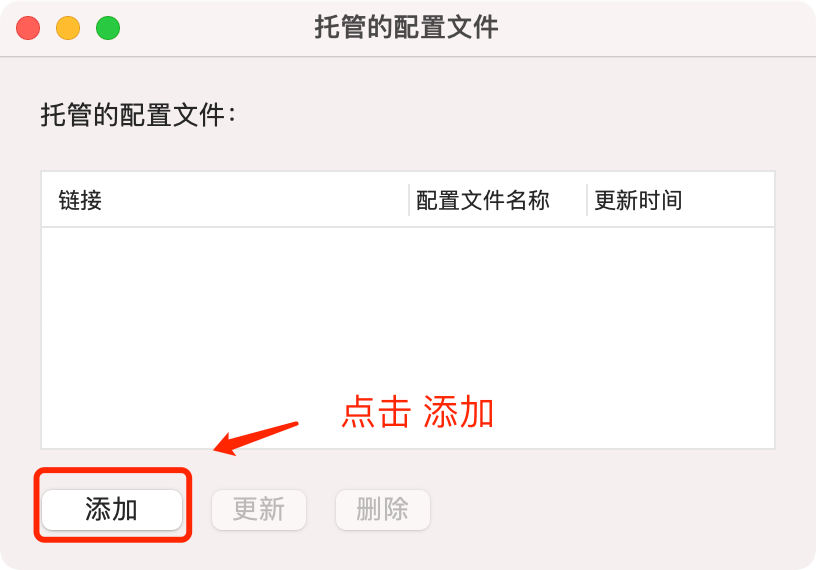 托管的配置文件
托管的配置文件：
链接 配置文件名称 更新时间
点击 添加
添加 更新 删除